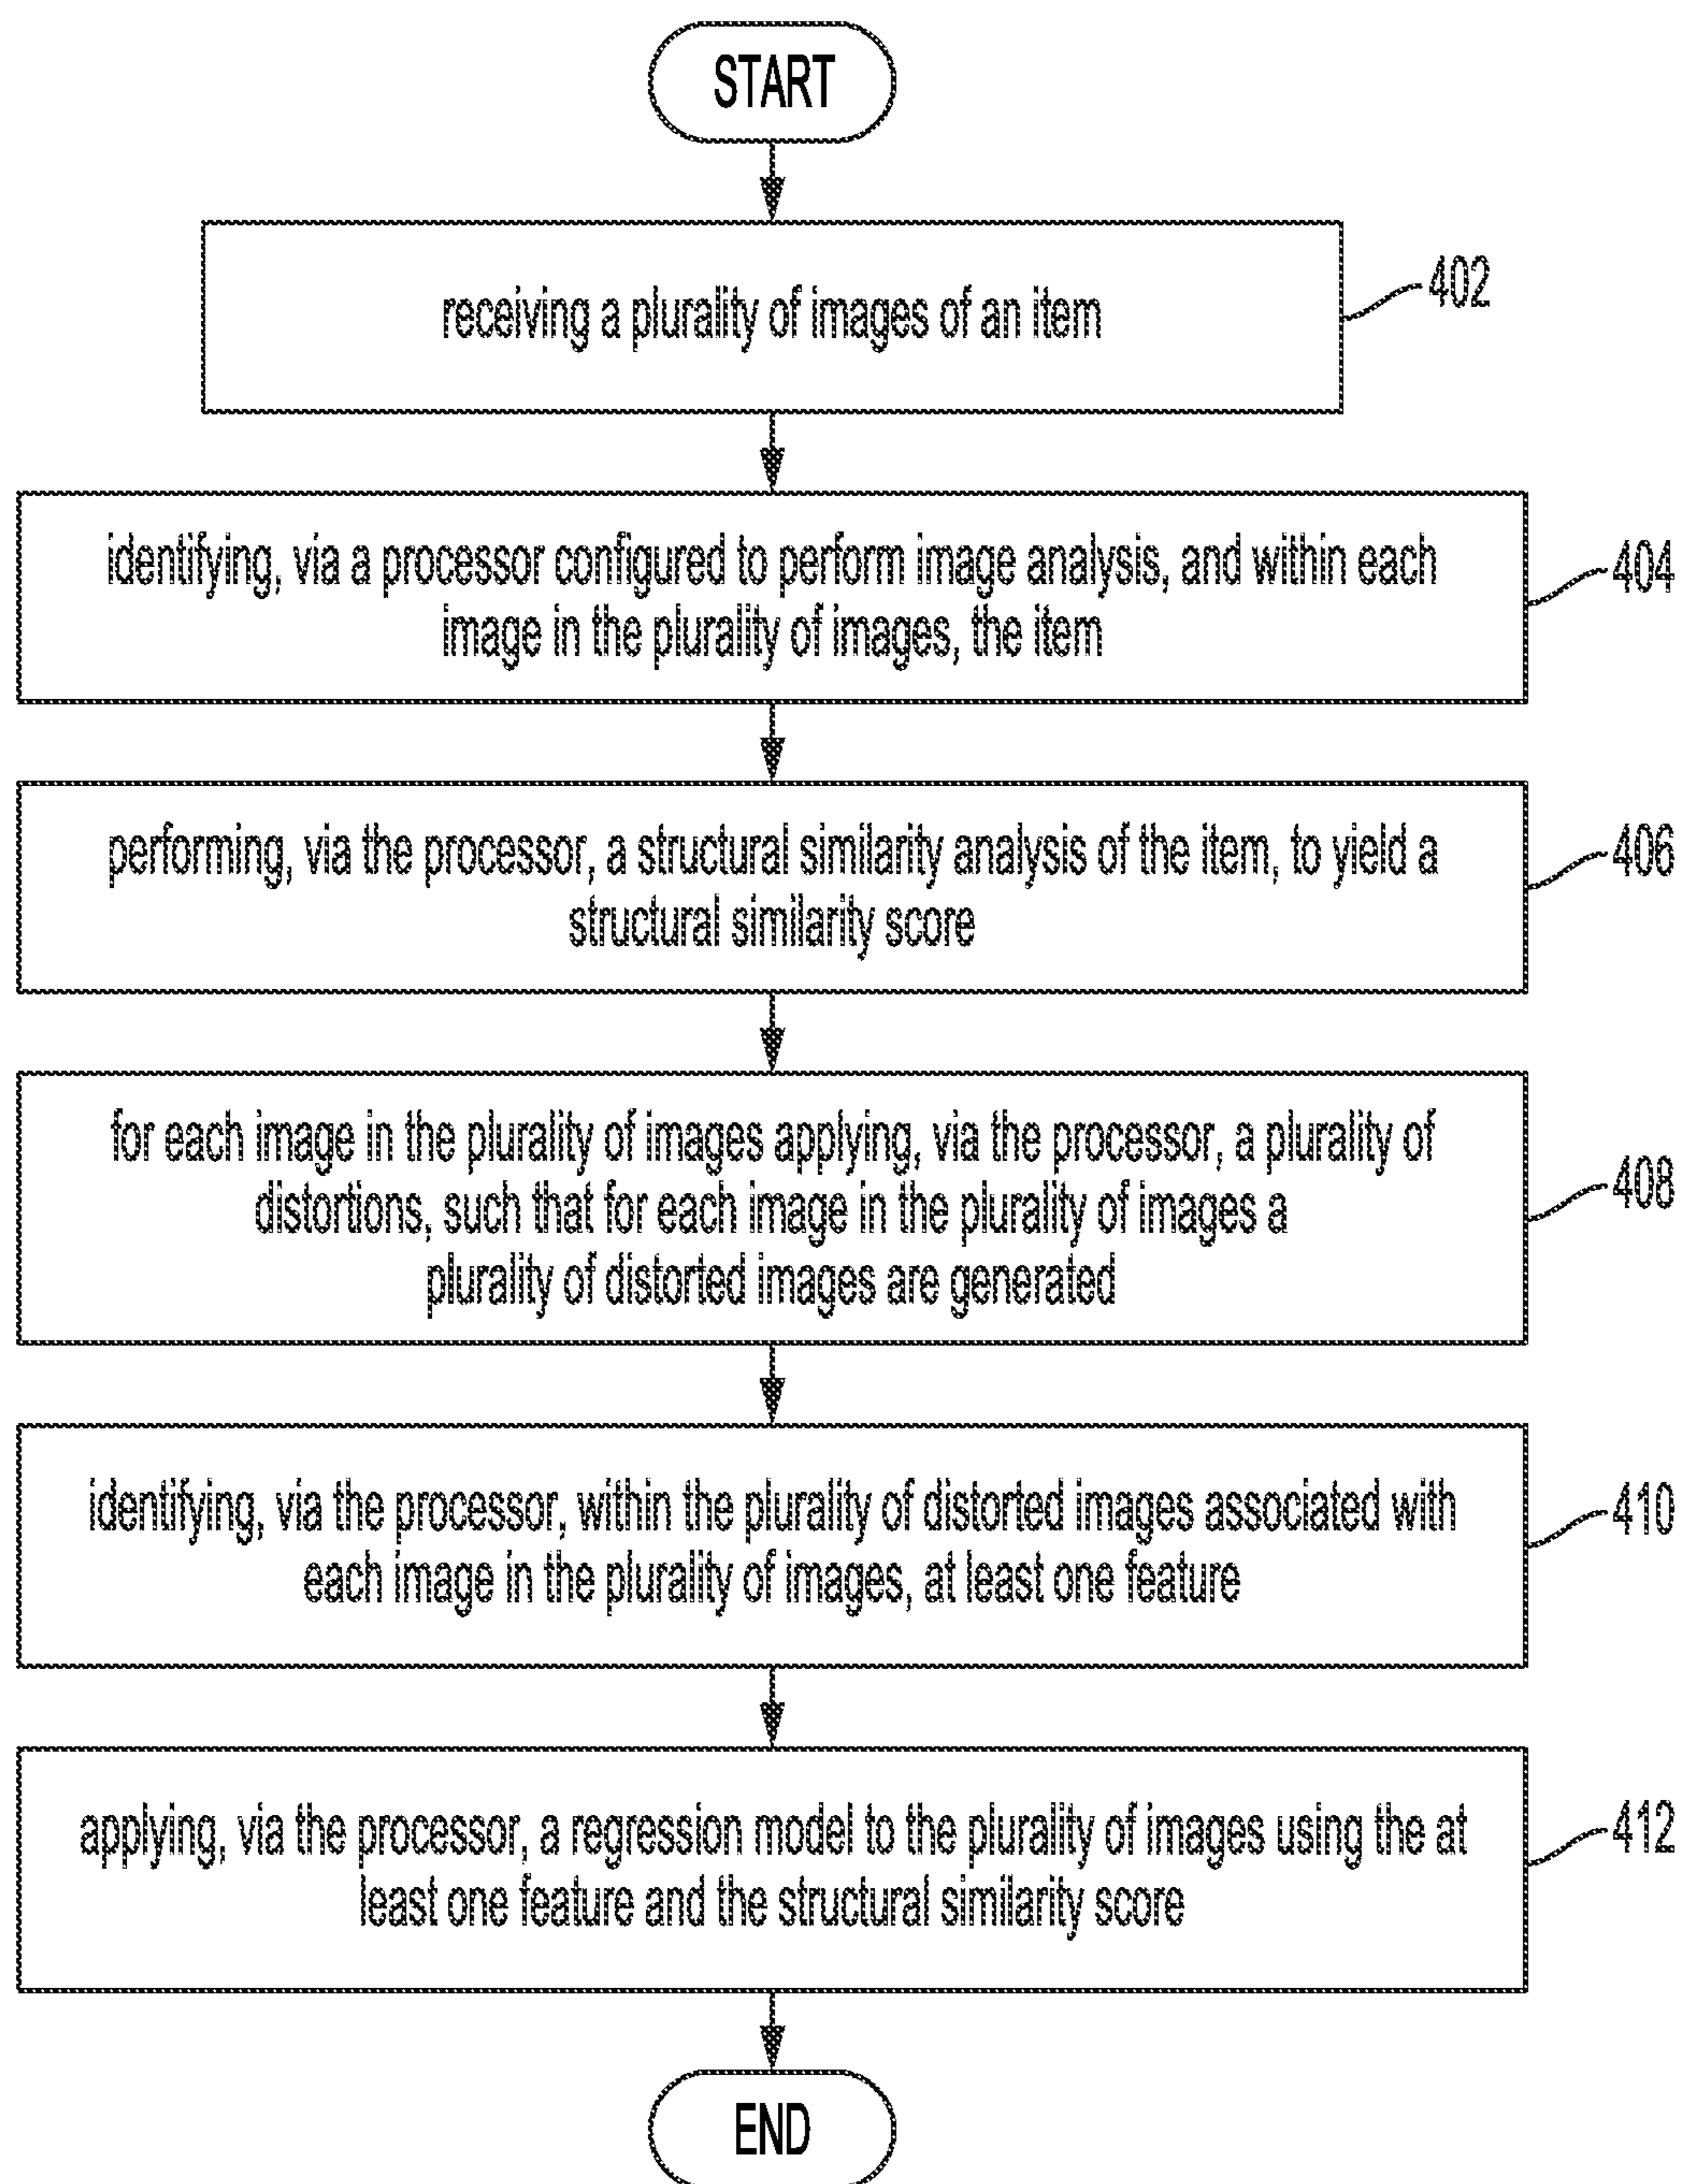 START
receiving a plurality of images of an item
402
identifying, via a processor configured to perform image analysis, and within each
image in the plurality of images, the item
404
performing, via the processor, a structural similarity analysis of the item, to yield a
structural similarity score
406
for each image in the plurality of images applying, via the processor, a plurality of
distortions, such that for each image in the plurality of images a
plurality of distorted images are generated
408
identifying, via the processor, within the plurality of distorted images associated with
each image in the plurality of images, at least one feature
410
applying, via the processor, a regression model to the plurality of images using the at
least one feature and the structural similarity score
412
END